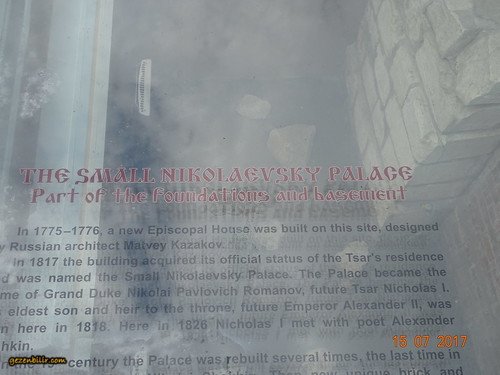 THE SMALL NIKOLAEVSKY PALACE
Part of the foundations and basement
In 1775–1776, a new Episcopal House was built on this site, designed
y Russian architect Matvey Kazakov.
In 1817 the building acquired its official status of the Tsar's residence
d was named the Small Nikolaevsky Palace. The Palace became the
me of Grand Duke Nikolai Pavlovich Romanov, future Tsar Nicholas I.
s eldest son and heir to the throne, future Emperor Alexander II, was
n here in 1818. Here in 1826 Nicholas I met with poet Alexander
hkin.
15 07 2017
century the Palace was rebuilt several times, the last time in
gezenbilir.com